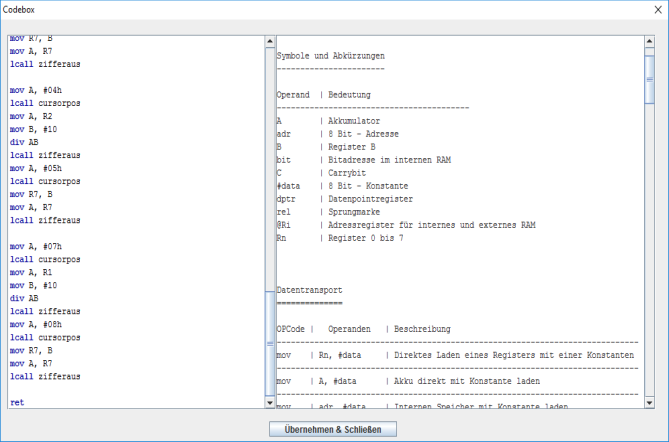 Codebox
mov R7, B
mov A, R7
lcall zifferaus
mov A, #04h
lcall cursorpos
mov A, R2
mov B, #10
div AB
lcall zifferaus
mov A, #05h
lcall cursorpos
mov R7, B
mov A, R7
lcall zifferaus
mov A, #07h
lcall cursorpos
mov A, R1
mov B, #10
div AB
lcall zifferaus
mov A, #08h
lcall cursorpos
mov R7, B
mov A, R7
lcall zifferaus
ret
Symbole und Abkürzungen
-----------------------
Operand | Bedeutung
-----------------------------------------
A | Akkumulator
adr | 8 Bit - Adresse
B | Register B
bit | Bitadresse im internen RAM
C | Carrybit
#data | 8 Bit - Konstante
dptr | Datenpointregister
rel | Sprungmarke
@Ri | Adressregister für internes und externes RAM
Rn | Register 0 bis 7
Datentransport
==============
OPCode | Operanden | Beschreibung
-----------------------------------------------------------------------------
mov | Rn, #data | Direktes Laden eines Registers mit einer Konstanten
-----------------------------------------------------------------------------
mov | A, #data | Akku direkt mit Konstante laden
-----------------------------------------------------------------------------
mov | adr, #data | Internen Speicher mit Konstante laden
Übernehmen & Schließen